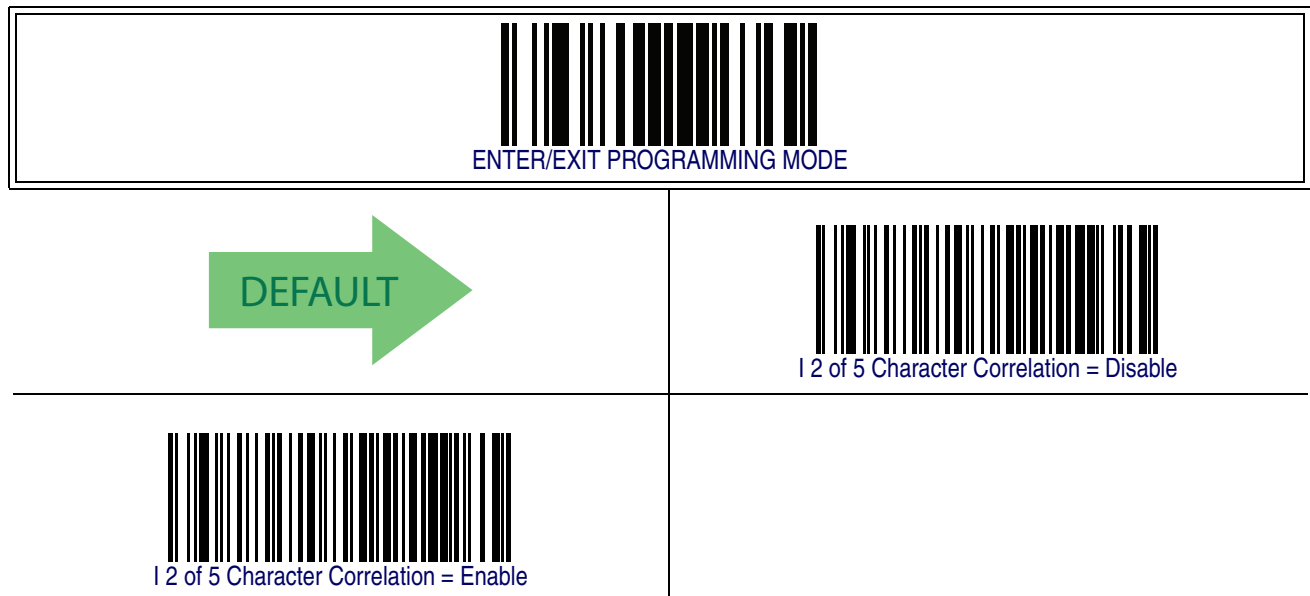 ENTER/EXIT PROGRAMMING MODE
DEFAULT
I 2 of 5 Character Correlation = Disable
I 2 of 5 Character Correlation = Enable